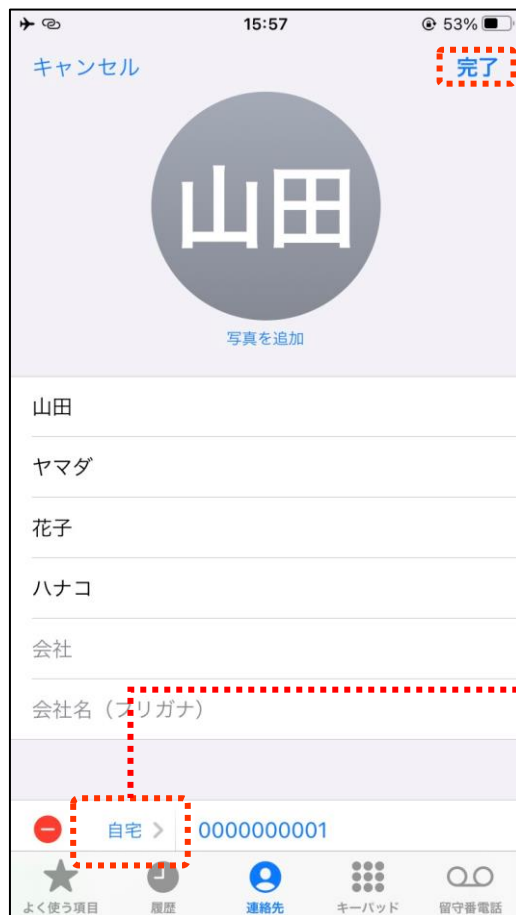 15:57
53%
キャンセル
完了
山田
写真を追加
山田
ヤマダ
花子
ハナコ
会社
会社名（フリガナ）
自宅
0000000001
よく使う項目
履歴
連絡先
キーパッド
留守番電話